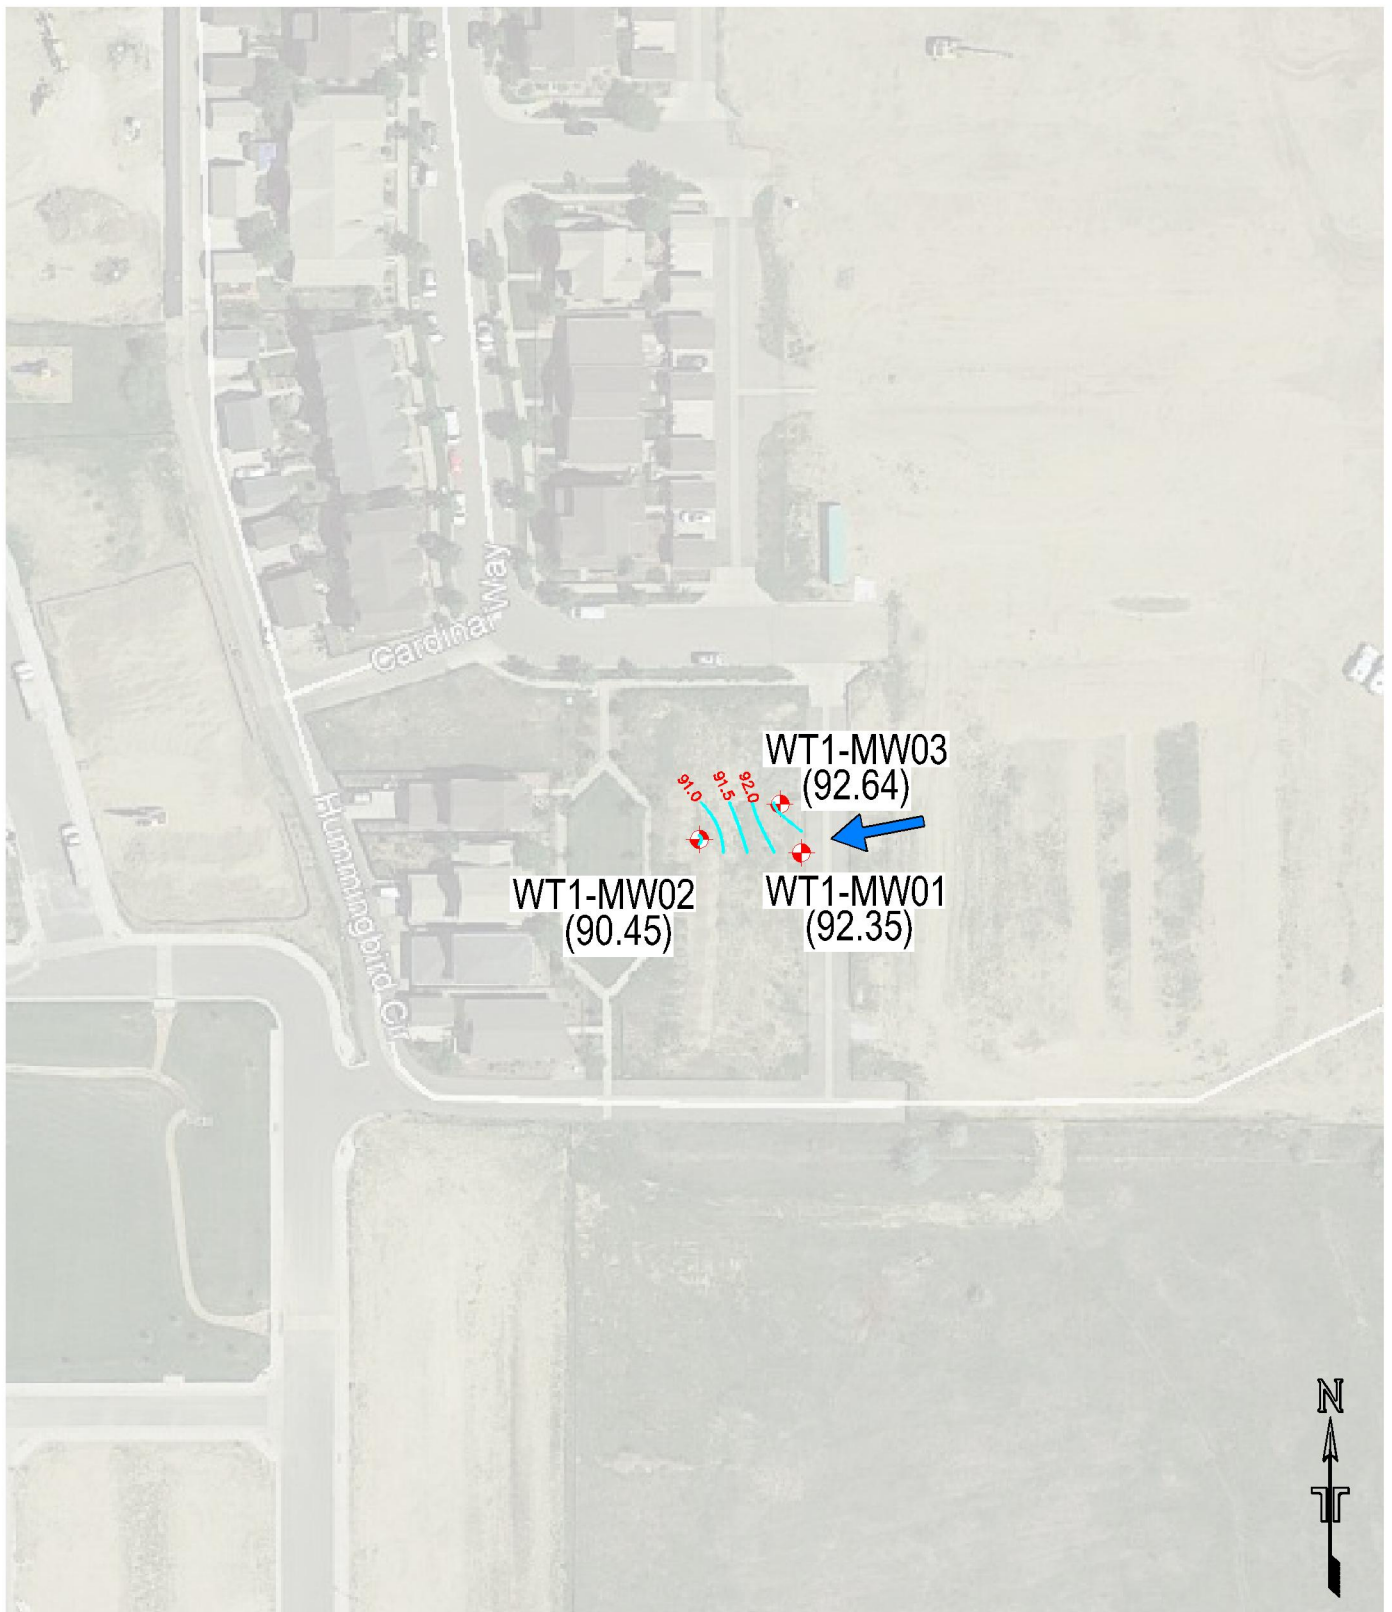 Cardinal Way
WT1-MW03
(92.64)
91.0
91.5
92.0
WT1-MW02
(90.45)
WT1-MW01
(92.35)
Hummingbird Cir
N